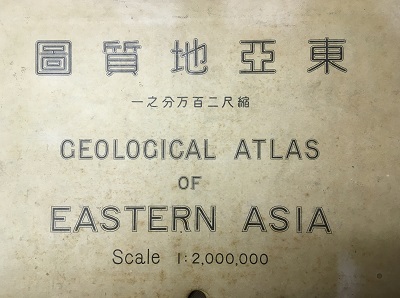 東亞地質圖
縮尺二百万分之一
GEOLOGICAL ATLAS
OF
EASTERN ASIA
Scale 1:2,000,000